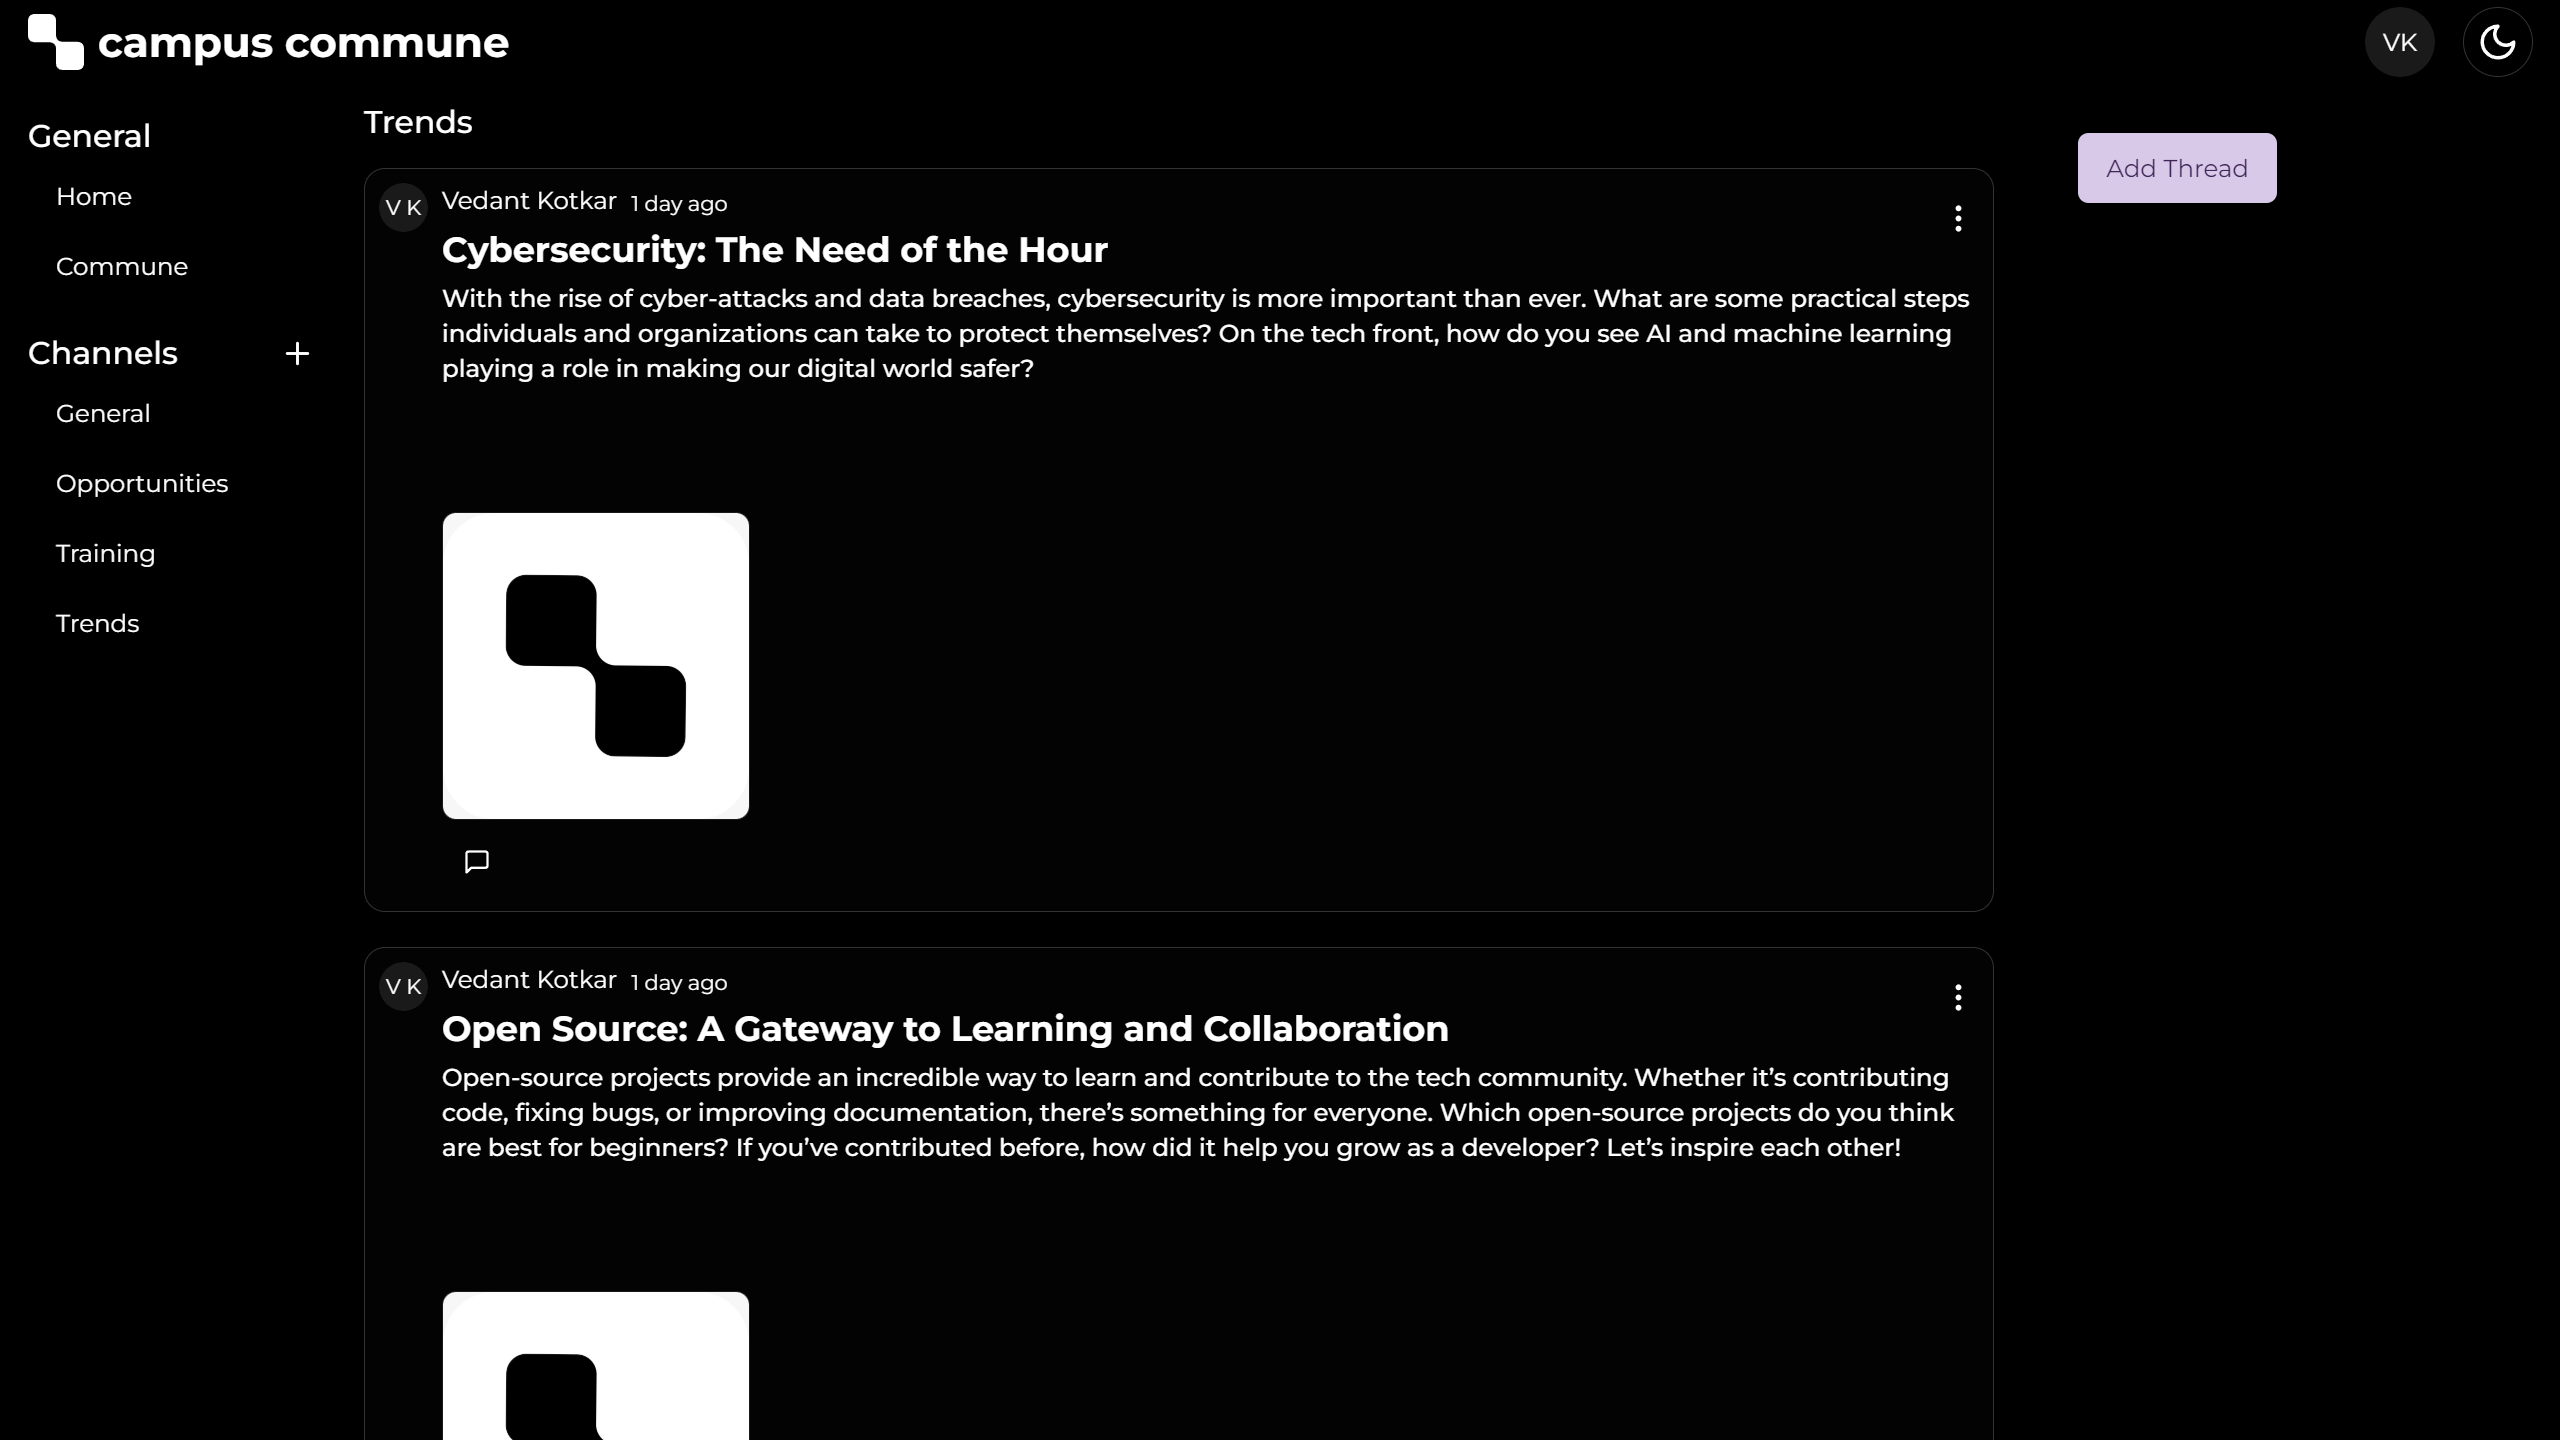 campus commune
VK
General
Home
Commune
Channels
General
Opportunities
Training
Trends
Trends
Add Thread
V K
Vedant Kotkar 1 day ago
Cybersecurity: The Need of the Hour
With the rise of cyber-attacks and data breaches, cybersecurity is more important than ever. What are some practical steps
individuals and organizations can take to protect themselves? On the tech front, how do you see AI and machine learning
playing a role in making our digital world safer?
V K
Vedant Kotkar 1 day ago
Open Source: A Gateway to Learning and Collaboration
Open-source projects provide an incredible way to learn and contribute to the tech community. Whether it’s contributing
code, fixing bugs, or improving documentation, there’s something for everyone. Which open-source projects do you think
are best for beginners? If you’ve contributed before, how did it help you grow as a developer? Let’s inspire each other!